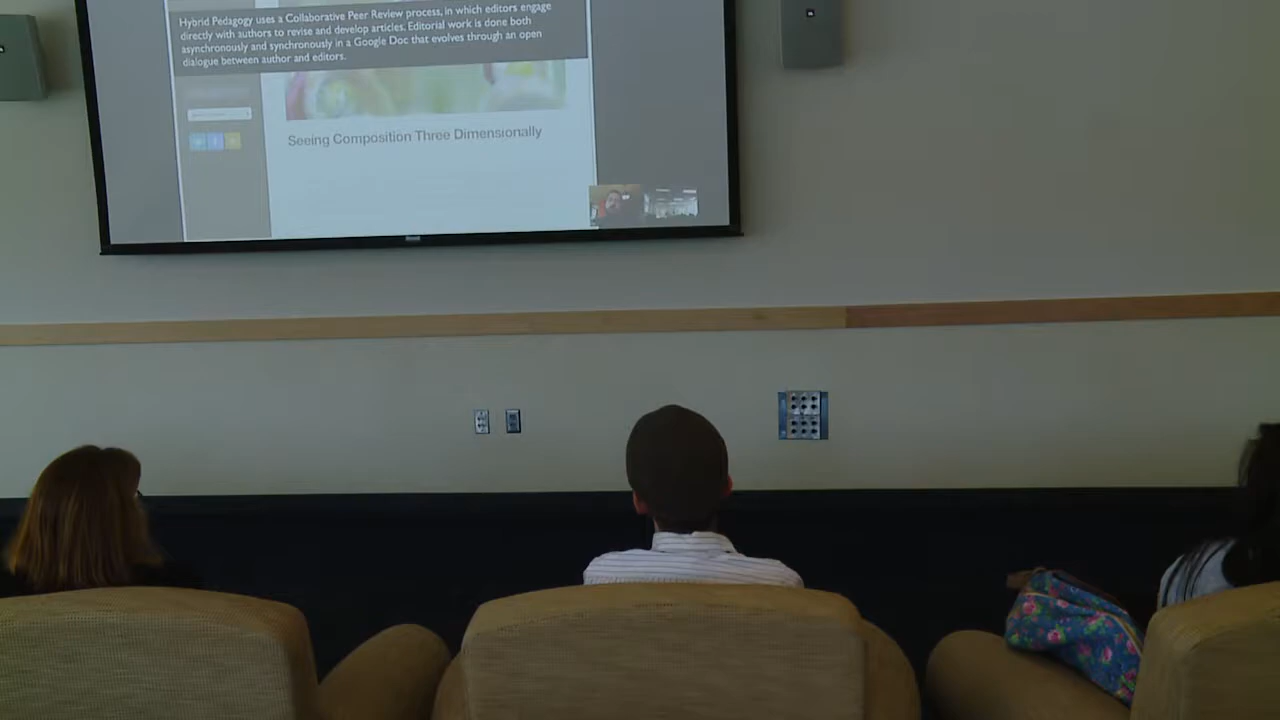 Hybrid Pedagogy uses a Collaborative Peer Review process, in which editors engage
directly with authors to revise and develop articles. Editorial work is done both
asynchronously and synchronously in a Google Doc that evolves through an open
dialogue between author and editors.
Seeing Composition Three Dimensionally